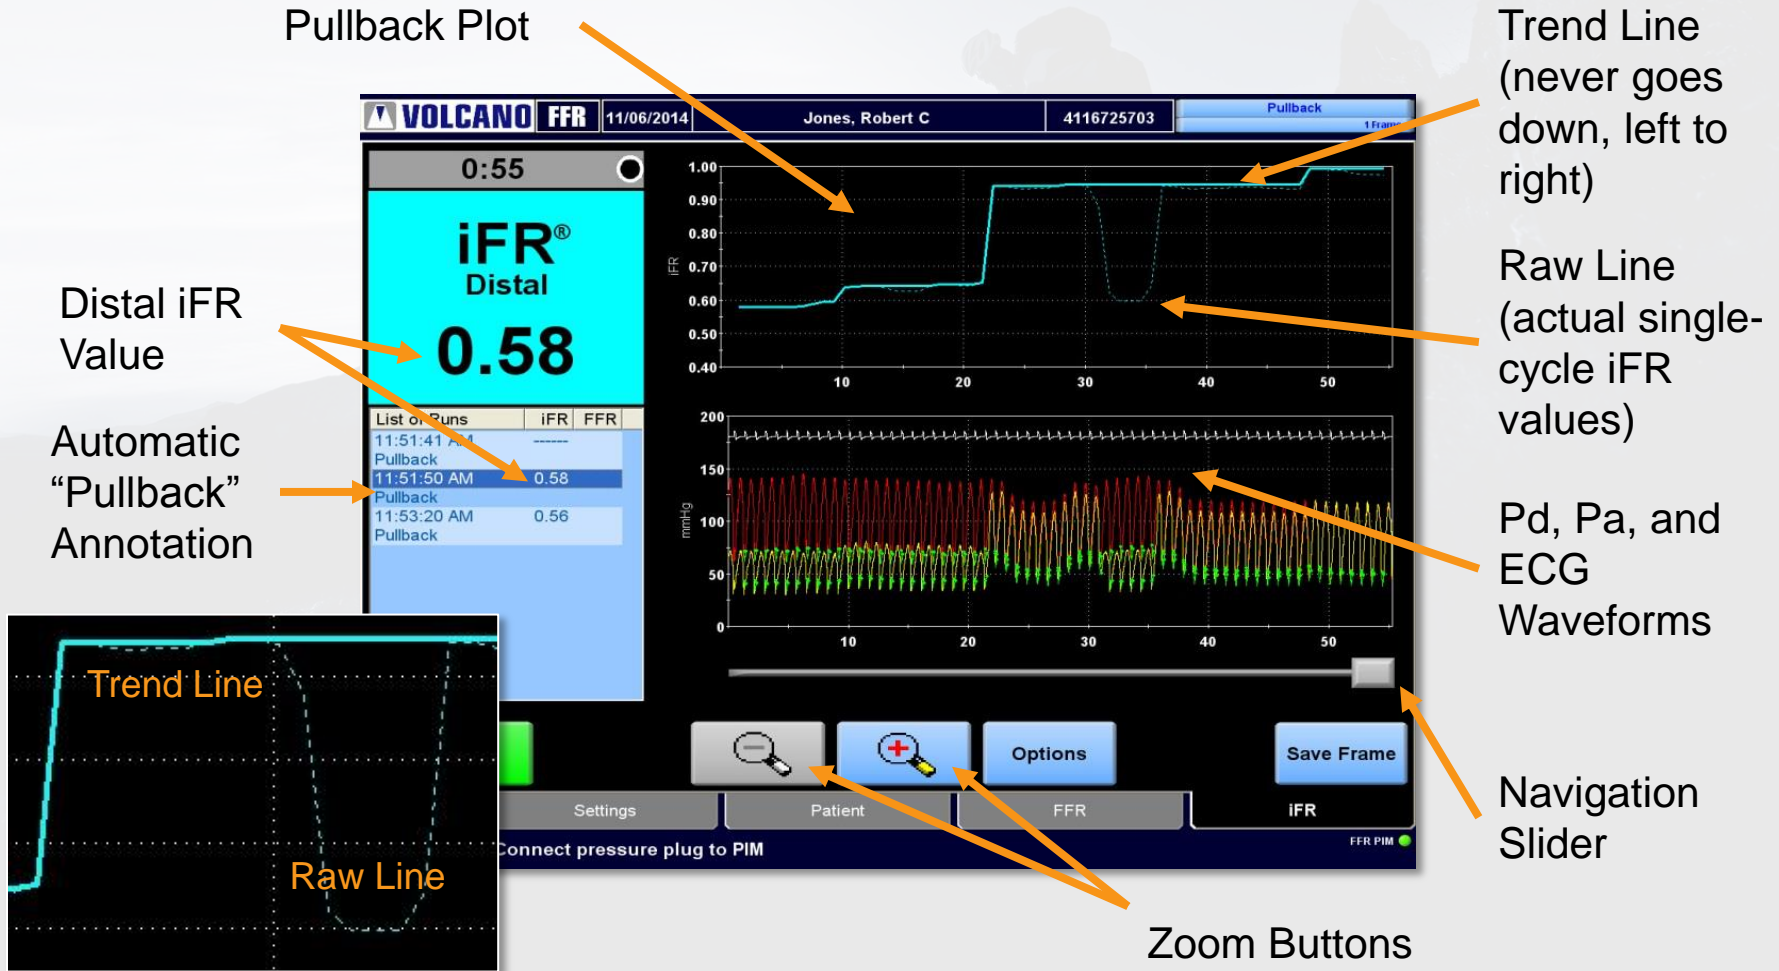 Pullback Plot
Trend Line
(never goes
down, left to
right)
VOLCANO FFR 11/06/2014 Jones, Robert C 4116725703 Pullback
1 Frame
0:55
iFR®
Distal
0.58
1.00
0.90
0.80
0.70
0.60
0.50
0.40
iFR
10 20 30 40 50
Raw Line
(actual single-
cycle iFR
values)
Distal iFR
Value
Automatic
“Pullback”
Annotation
List of Runs iFR FFR
11:51:41 AM ------
Pullback
11:51:50 AM 0.58
Pullback
11:53:20 AM 0.56
Pullback
200
150
100
50
0
mmHg
10 20 30 40 50
Pd, Pa, and
ECG
Waveforms
Trend Line
Raw Line
Options
Save Frame
Settings Patient FFR iFR
Connect pressure plug to PIM
FFR PIM
Navigation
Slider
Zoom Buttons